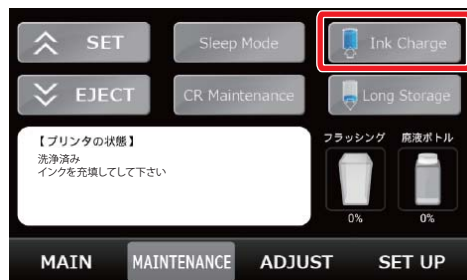 SET
Sleep Mode
Ink Charge
EJECT
CR Maintenance
Long Storage
【プリンタの状態】
洗浄済み
インクを充填してして下さい
フラッシング
廃液ボトル
0%
0%
MAIN
MAINTENANCE
ADJUST
SET UP